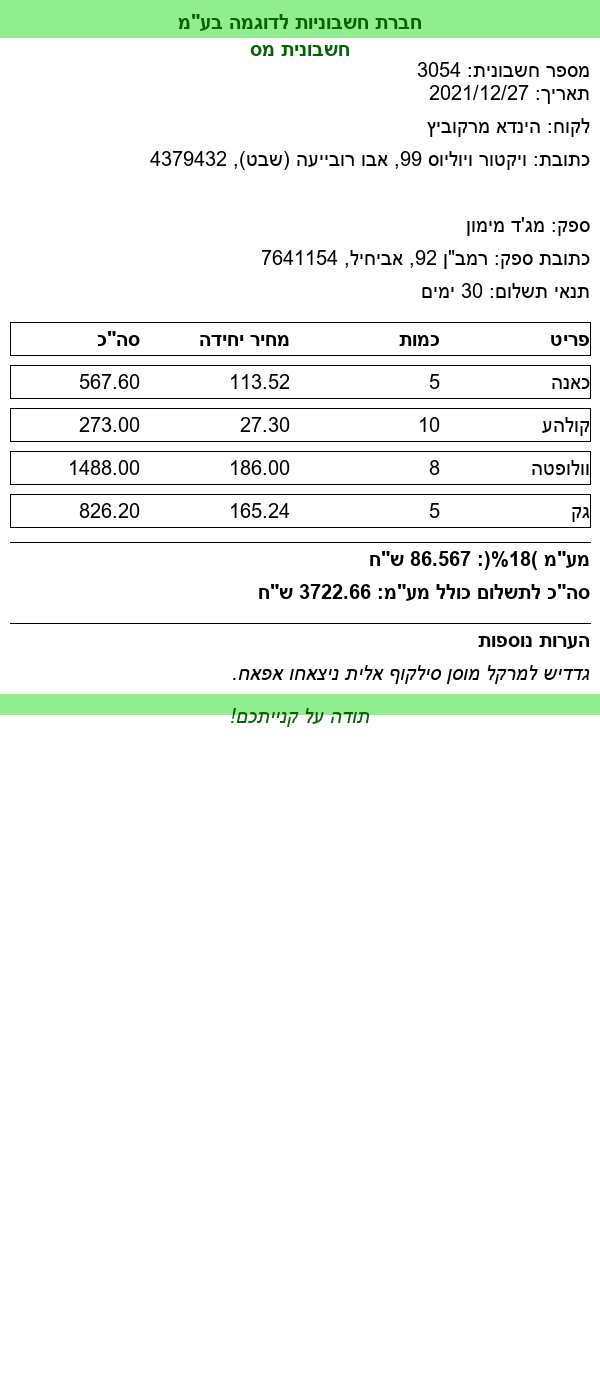 חברת חשבוניות לדוגמה בע"מ
חשבונית מס
מספר חשבונית: 3054
תאריך: 2021/12/27
לקוח: הינדא מרקוביץ
כתובת: ויקטור ויוליוס 99, אבו רובייעה (שבט), 4379432
ספק: מג'ד מימון
כתובת ספק: רמב"ן 92, אביחיל, 7641154
תנאי תשלום: 30 ימים
פריט כמות מחיר יחידה סה"כ
כאנה 5 113.52 567.60
קולהע 10 27.30 273.00
וולופטה 8 186.00 1488.00
גק 5 165.24 826.20
מע"מ )18%(: 86.567 ש"ח
סה"כ לתשלום כולל מע"מ: 3722.66 ש"ח
הערות נוספות
גדדיש למרקל מוסן סילקוף אלית ניצאחו אפאח.
תודה על קנייתכם!